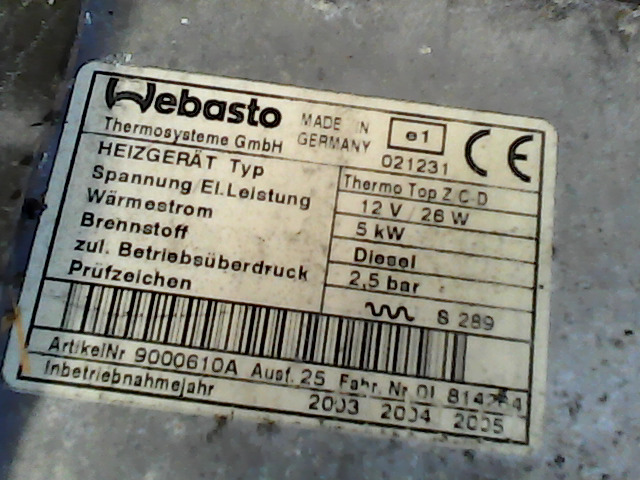 Webasto
Thermosysteme GmbH
MADE IN
GERMANY
e1
021231
CE
HEIZGERÄT Typ Thermo Top Z C-D
Spannung/El.Leistung 12 V / 26 W
Wärmestrom 5 kW
Brennstoff Diesel
zul. Betriebsüberdruck 2,5 bar
Prüfzeichen S 289
ArtikelNr 9000610A Ausf. 25 Fabr. Nr
Inbetriebnahmejahr 2003 2004 2005